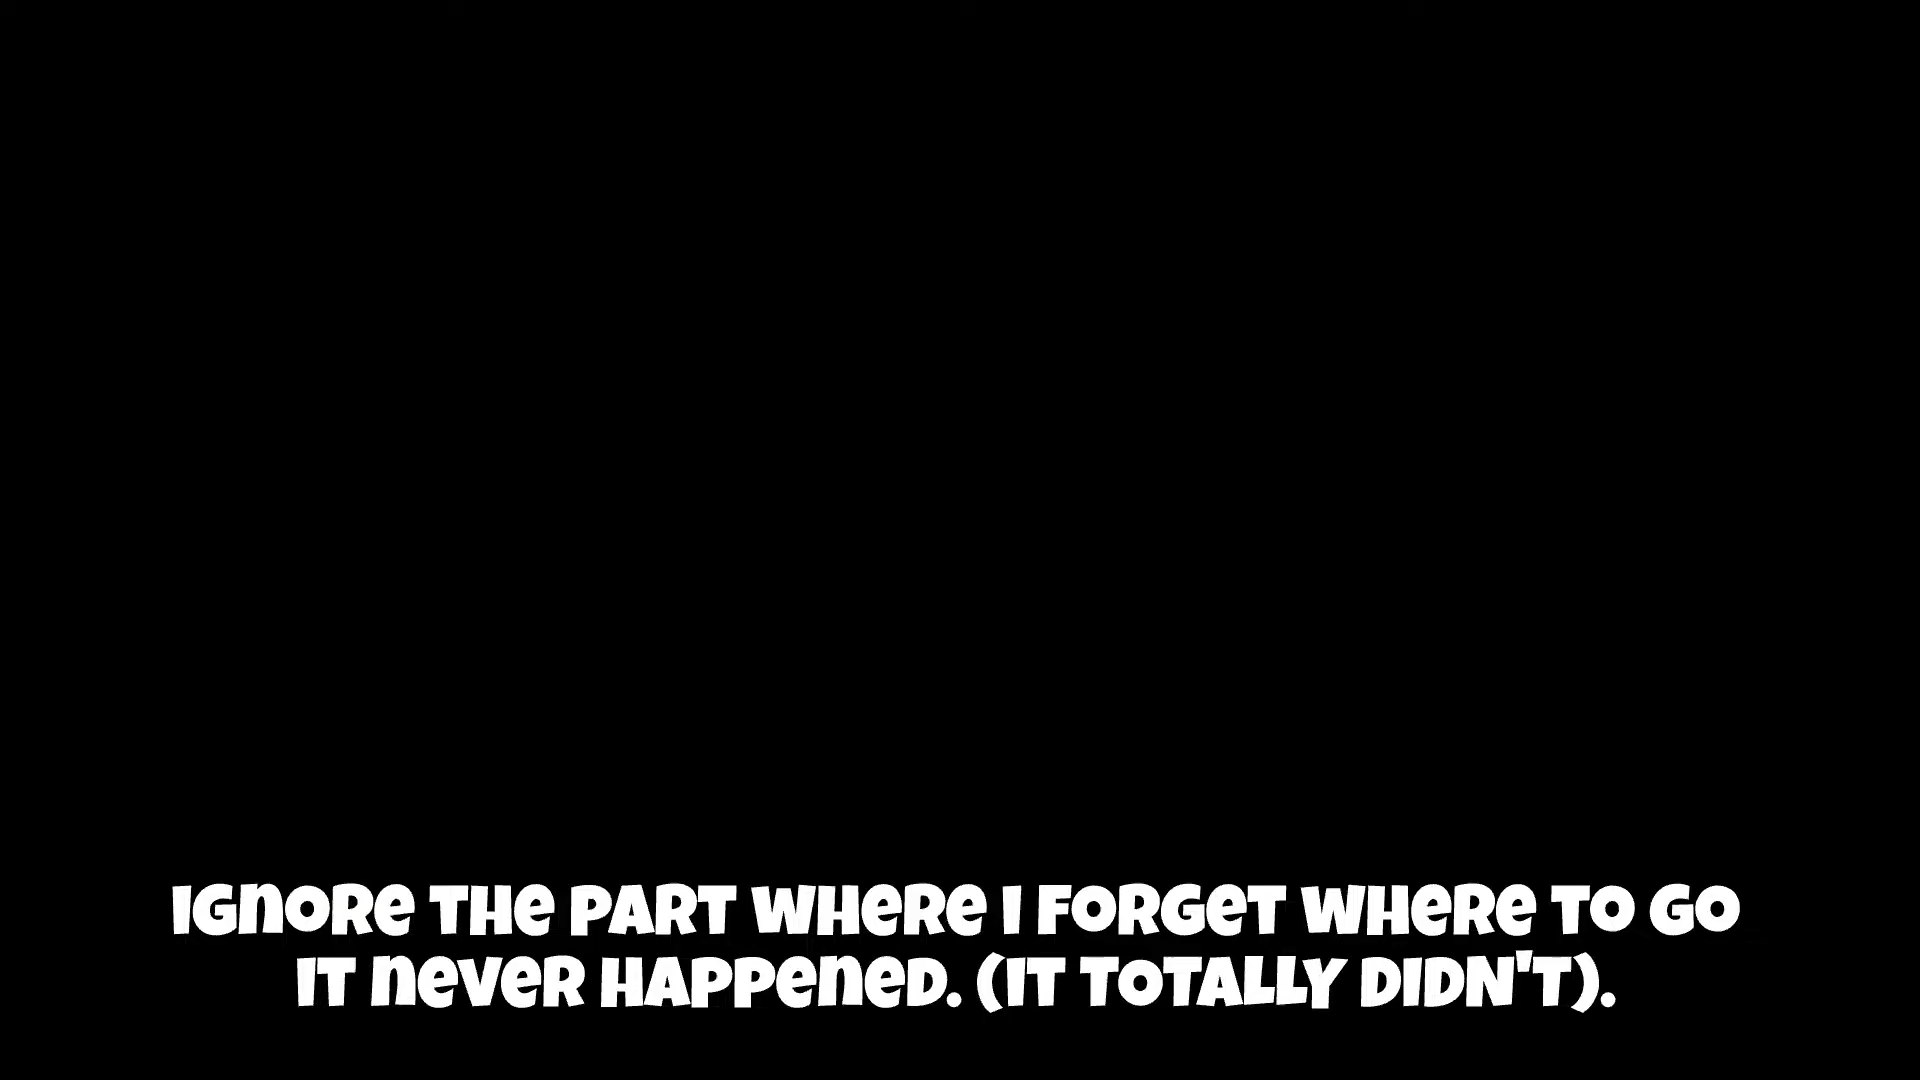 IGNORE THE PART WHERE I FORGET WHERE TO GO
IT NEVER HAPPENED. (IT TOTALLY DIDN'T).